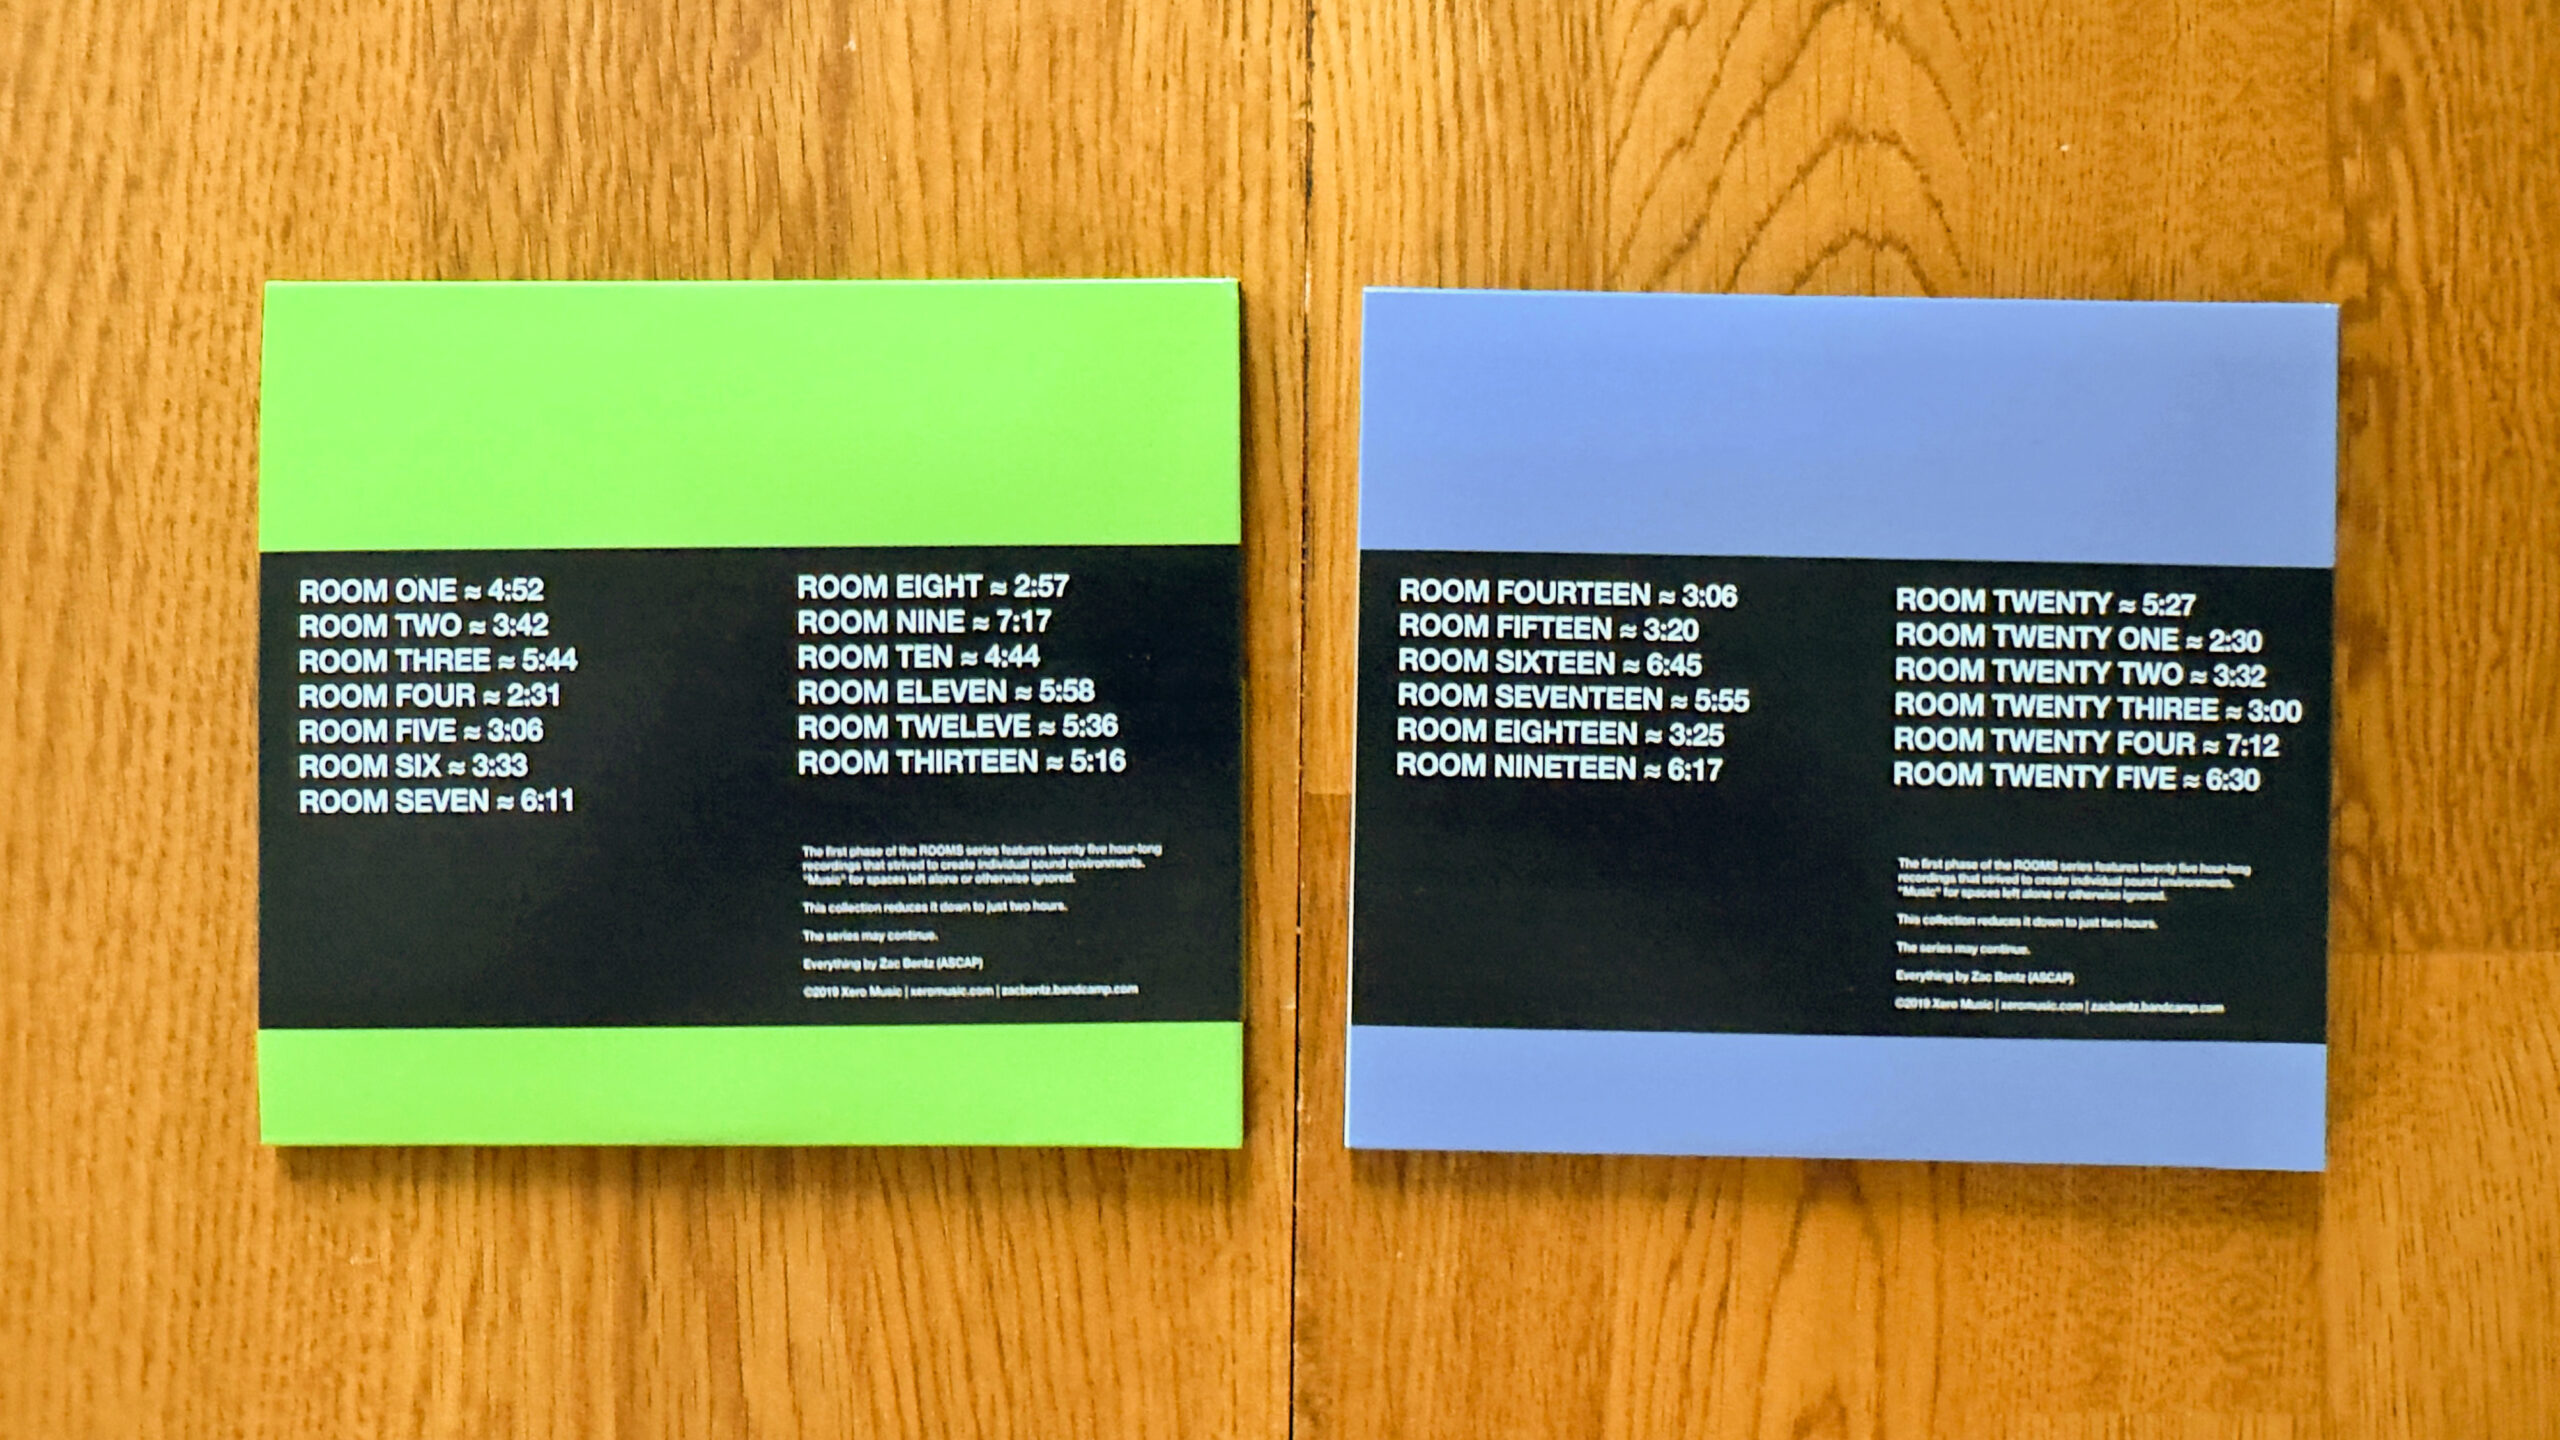 ROOM ONE ≈ 4:52
ROOM TWO ≈ 3:42
ROOM THREE ≈ 5:44
ROOM FOUR ≈ 2:31
ROOM FIVE ≈ 3:06
ROOM SIX ≈ 3:33
ROOM SEVEN ≈ 6:11
ROOM EIGHT ≈ 2:57
ROOM NINE ≈ 7:17
ROOM TEN ≈ 4:44
ROOM ELEVEN ≈ 5:58
ROOM TWELEVE ≈ 5:36
ROOM THIRTEEN ≈ 5:16
The first phase of the ROOMS series features twenty five hour-long
recordings that strived to create individual sound environments.
"Music" for spaces left alone or otherwise ignored.
This collection reduces it down to just two hours.
The series may continue.
Everything by Zac Bentz (ASCAP)
©2019 Xero Music | xeromusic.com | zacbentz.bandcamp.com
ROOM FOURTEEN ≈ 3:06
ROOM FIFTEEN ≈ 3:20
ROOM SIXTEEN ≈ 6:45
ROOM SEVENTEEN ≈ 5:55
ROOM EIGHTEEN ≈ 3:25
ROOM NINETEEN ≈ 6:17
ROOM TWENTY ≈ 5:27
ROOM TWENTY ONE ≈ 2:30
ROOM TWENTY TWO ≈ 3:32
ROOM TWENTY THIREE ≈ 3:00
ROOM TWENTY FOUR ≈ 7:12
ROOM TWENTY FIVE ≈ 6:30
The first phase of the ROOMS series features twenty five hour-long
recordings that strived to create individual sound environments.
"Music" for spaces left alone or otherwise ignored.
This collection reduces it down to just two hours.
The series may continue.
Everything by Zac Bentz (ASCAP)
©2019 Xero Music | xeromusic.com | zacbentz.bandcamp.com